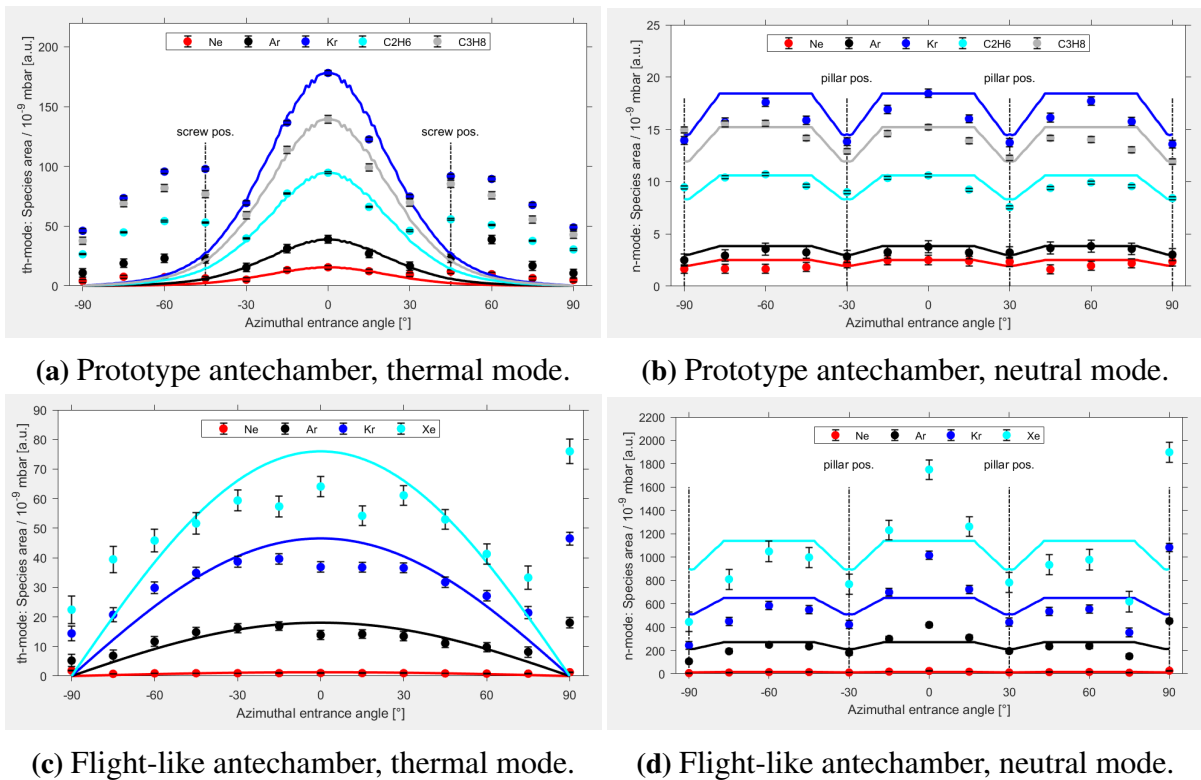 Ne Ar Kr C2H6 C3H8
screw pos. screw pos.
th-mode: Species area / 10⁻⁹ mbar [a.u.]
200
150
100
50
0
-90 -60 -30 0 30 60 90
Azimuthal entrance angle [°]
(a) Prototype antechamber, thermal mode.
Ne Ar Kr C2H6 C3H8
pillar pos. pillar pos.
n-mode: Species area / 10⁻⁹ mbar [a.u.]
25
20
15
10
5
0
-90 -60 -30 0 30 60 90
Azimuthal entrance angle [°]
(b) Prototype antechamber, neutral mode.
Ne Ar Kr Xe
th-mode: Species area / 10⁻⁹ mbar [a.u.]
90
80
70
60
50
40
30
20
10
0
-90 -60 -30 0 30 60 90
Azimuthal entrance angle [°]
(c) Flight-like antechamber, thermal mode.
Ne Ar Kr Xe
pillar pos. pillar pos.
n-mode: Species area / 10⁻⁹ mbar [a.u.]
2200
2000
1800
1600
1400
1200
1000
800
600
400
200
0
-90 -60 -30 0 30 60 90
Azimuthal entrance angle [°]
(d) Flight-like antechamber, neutral mode.